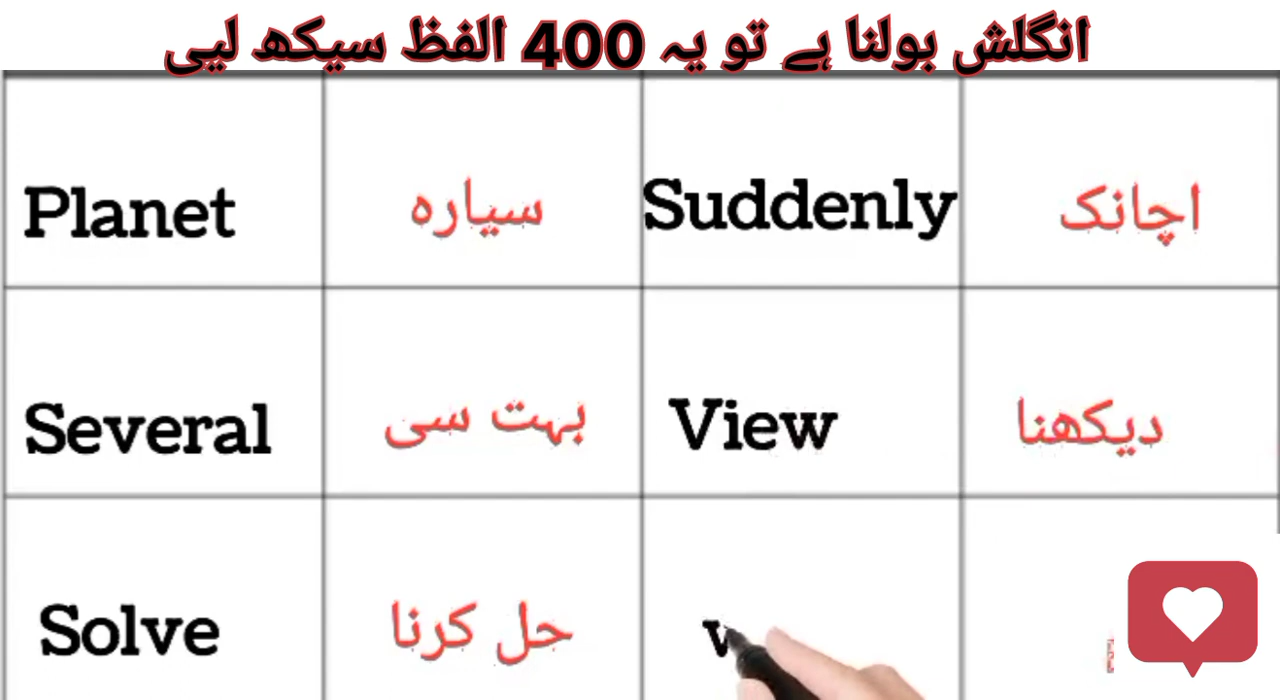 انگلش بولنا ہے تو یہ 400 الفظ سیکھ لیی
Planet سیارہ Suddenly اچانک
Several بہت سی View دیکھنا
Solve حل کرنا